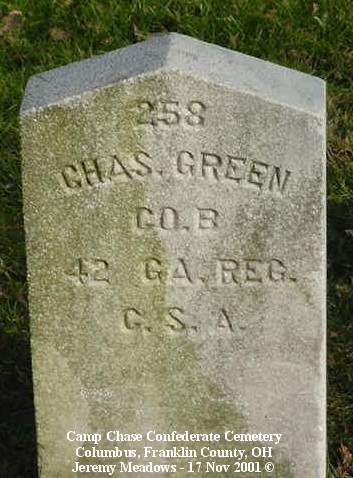 258
CHAS. GREEN
CO. B
42 GA. REG.
C. S. A.
Camp Chase Confederate Cemetery
Columbus, Franklin County, OH
Jeremy Meadows - 17 Nov 2001 ©